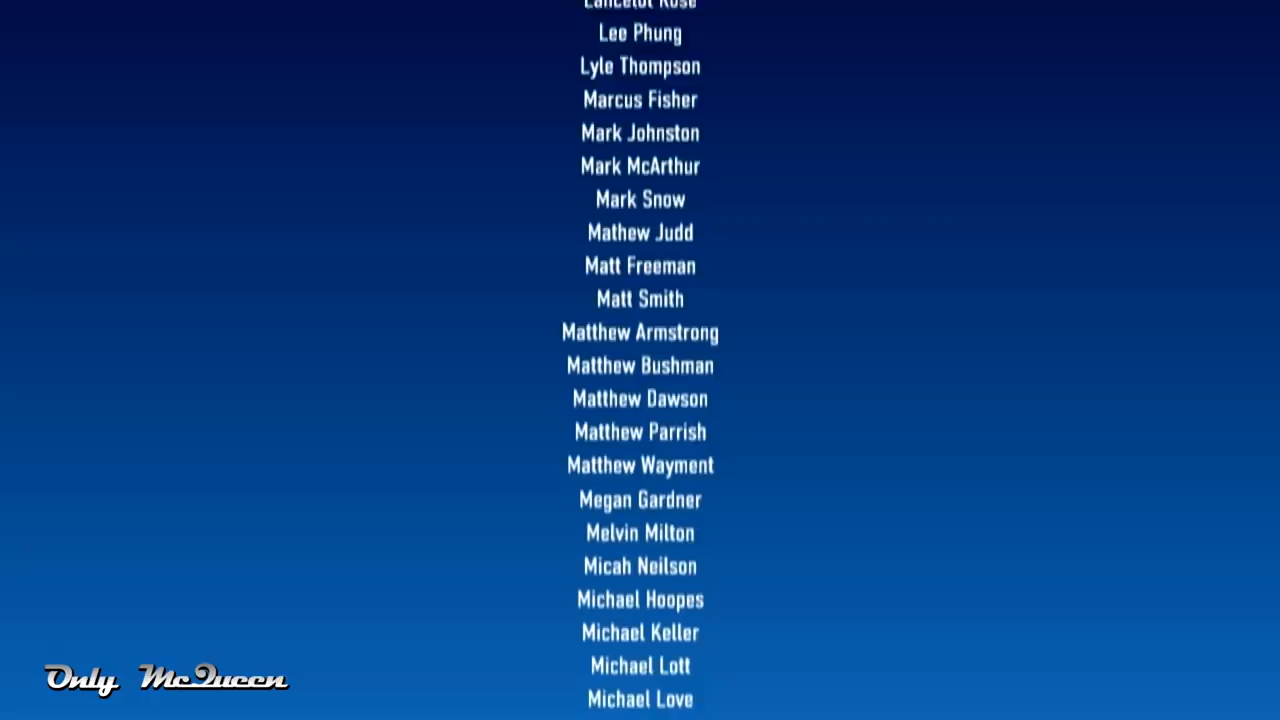 Lancelot Rose
Lee Phung
Lyle Thompson
Marcus Fisher
Mark Johnston
Mark McArthur
Mark Snow
Mathew Judd
Matt Freeman
Matt Smith
Matthew Armstrong
Matthew Bushman
Matthew Dawson
Matthew Parrish
Matthew Wayment
Megan Gardner
Melvin Milton
Micah Neilson
Michael Hoopes
Michael Keller
Michael Lott
Michael Love
Only McQueen